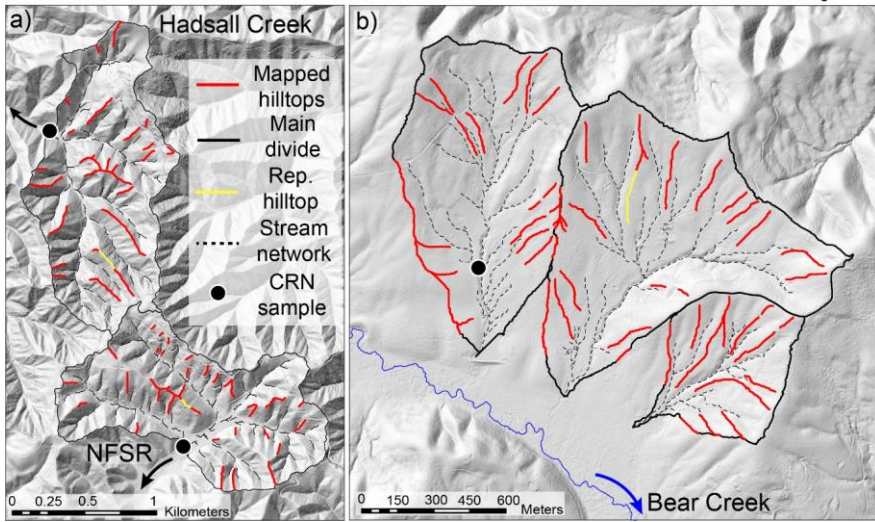 a)
Hadsall Creek
Mapped
hilltops
Main
divide
Rep.
hilltop
Stream
network
CRN
sample
NFSR
0 0.25 0.5 1
Kilometers
b)
0 150 300 450 600
Meters
Bear Creek